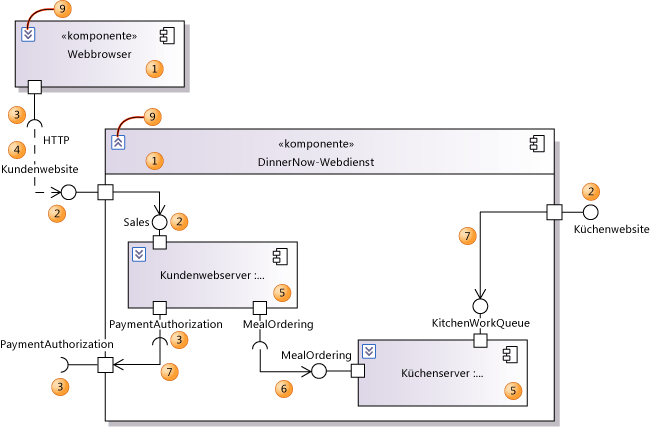 9
«komponente»
Webbrowser
1
3
HTTP
4
Kundenwebsite
2
9
«komponente»
DinnerNow-Webdienst
1
2
Küchenwebsite
Sales
2
7
Kundenwebserver :...
5
PaymentAuthorization
MealOrdering
3
KitchenWorkQueue
PaymentAuthorization
3
7
MealOrdering
6
Küchenserver :...
5